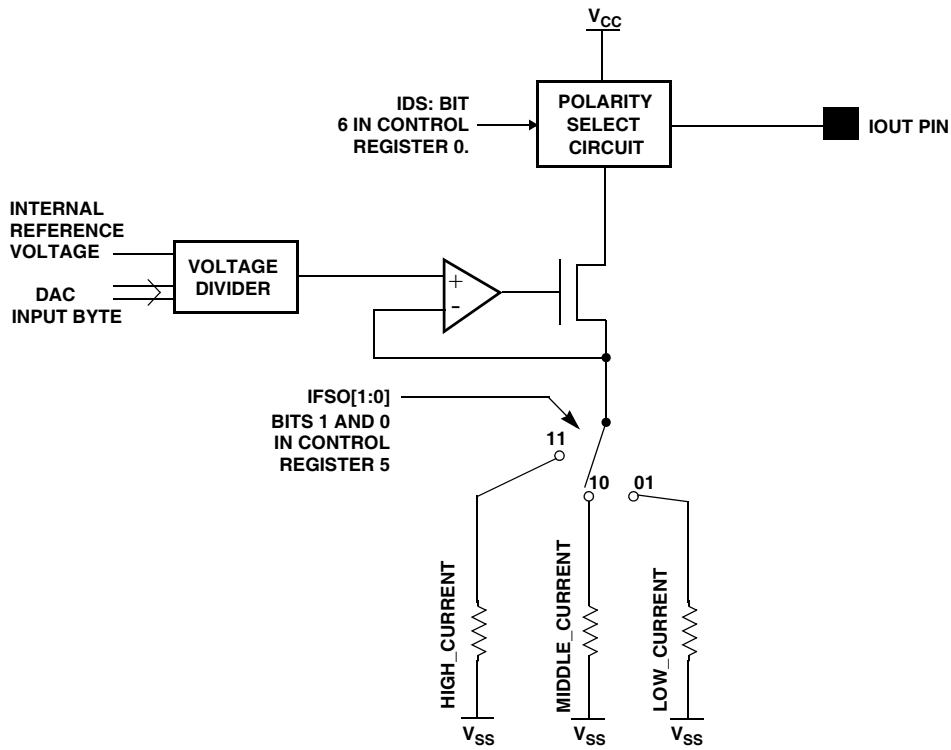 VCC
IDS: BIT
6 IN CONTROL
REGISTER 0.
POLARITY
SELECT
CIRCUIT
IOUT PIN
INTERNAL
REFERENCE
VOLTAGE
DAC
INPUT BYTE
VOLTAGE
DIVIDER
+
-
IFSO[1:0]
BITS 1 AND 0
IN CONTROL
REGISTER 5
11
10
01
HIGH_CURRENT
MIDDLE_CURRENT
LOW_CURRENT
VSS
VSS
VSS